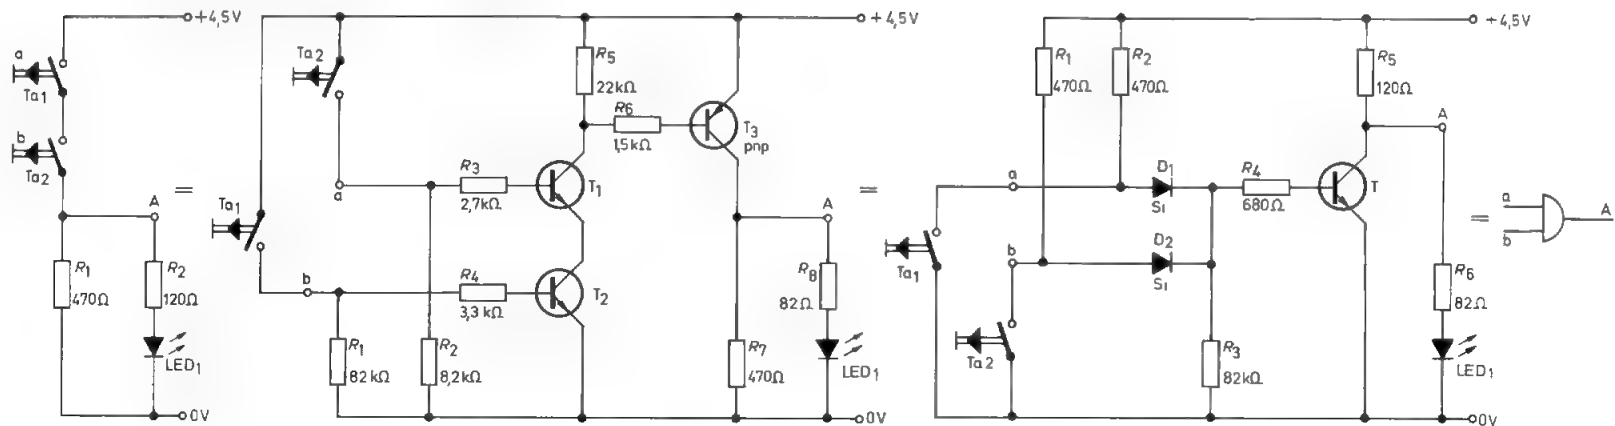 +4,5V
a
Ta1
b
Ta2
A
R1
470Ω
R2
120Ω
LED1
0V
=
+4,5V
Ta2
a
Ta1
b
R3
2,7kΩ
R4
3,3kΩ
R1
82kΩ
R2
8,2kΩ
R5
22kΩ
R6
1,5kΩ
T1
T2
T3
pnp
A
R8
82Ω
R7
470Ω
LED1
0V
=
+4,5V
R1
470Ω
R2
470Ω
R5
120Ω
a
D1
Si
R4
680Ω
T
A
b
D2
Si
Ta1
Ta2
R3
82kΩ
R6
82Ω
LED1
0V
=
a
b
A